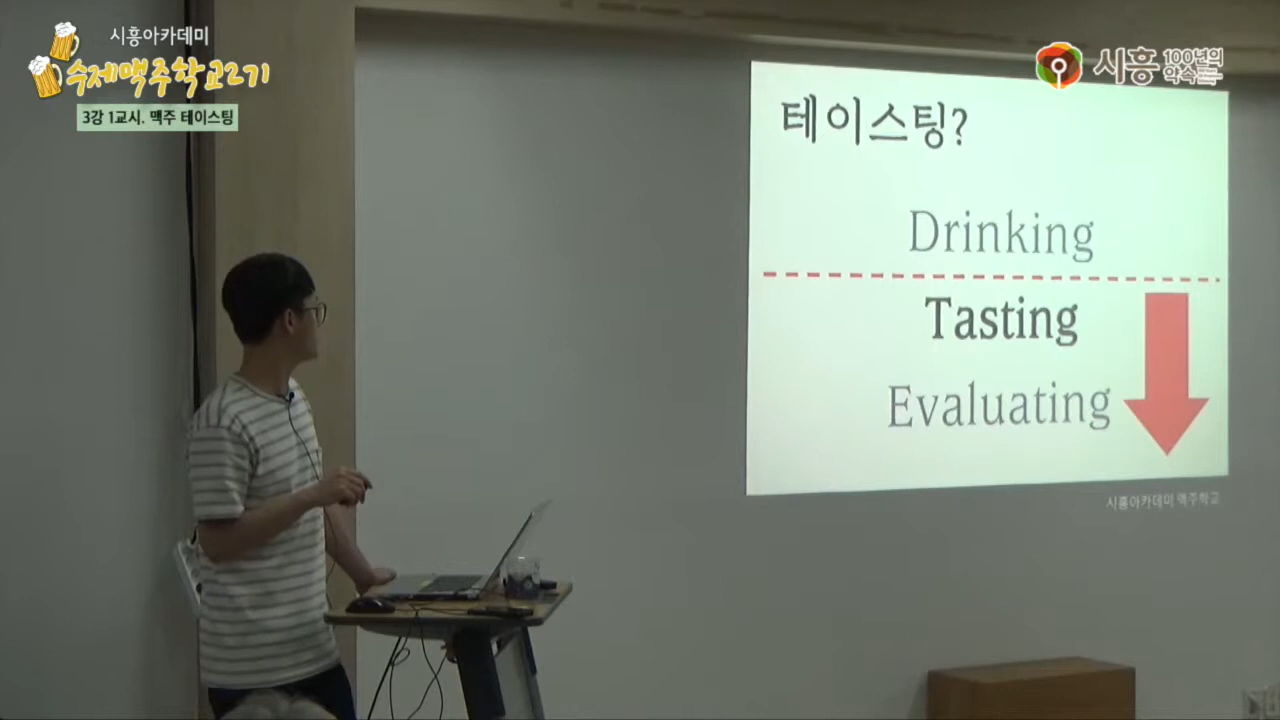 시흥아카데미
수제맥주학교2기
3강 1교시. 맥주 테이스팅
시흥 100년의 약속
테이스팅?
Drinking
Tasting
Evaluating
시흥아카데미 맥주학교